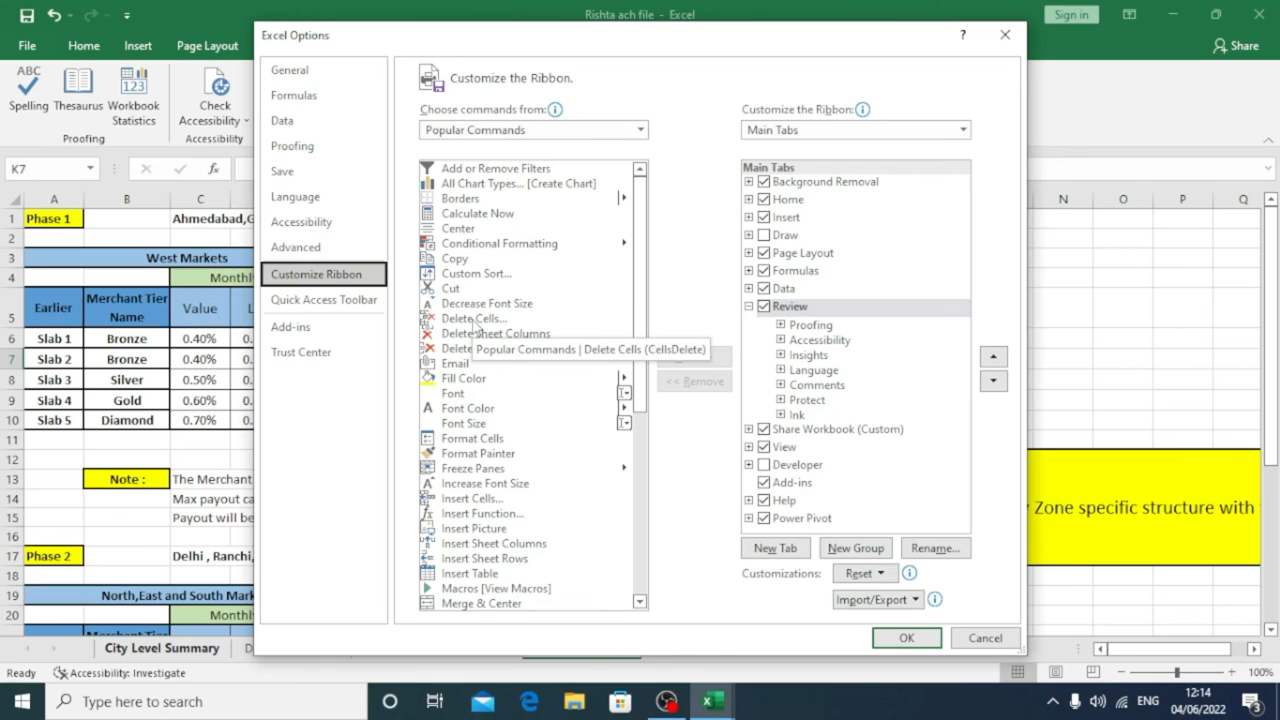 Rishta ach file - Excel
Sign in
File
Home
Insert
Page Layout
Share
ABC
Spelling
Thesaurus
123
Workbook Statistics
Proofing
Check Accessibility
Accessibility
K7
fx
A
B
C
N
O
P
Q
1
Phase 1
Ahmedabad,G
2
3
West Markets
4
Monthly
5
Earlier
Merchant Tier Name
Value
6
Slab 1
Bronze
0.40%
7
Slab 2
Bronze
0.40%
8
Slab 3
Silver
0.50%
9
Slab 4
Gold
0.60%
10
Slab 5
Diamond
0.70%
11
12
13
Note :
The Merchant
14
Max payout ca
15
Payout will be
16
17
Phase 2
Delhi , Ranchi,
18
19
North,East and South Mark
20
Monthly
Merchant Tier
Zone specific structure with
City Level Summary
D
Ready
Accessibility: Investigate
100%
Excel Options
?
General
Formulas
Data
Proofing
Save
Language
Accessibility
Advanced
Customize Ribbon
Quick Access Toolbar
Add-ins
Trust Center
Customize the Ribbon.
Choose commands from:
Popular Commands
Add or Remove Filters
All Chart Types... [Create Chart]
Borders
Calculate Now
Center
Conditional Formatting
Copy
Custom Sort...
Cut
Decrease Font Size
Delete Cells...
Delete Sheet Columns
Delete
Popular Commands | Delete Cells (CellsDelete)
Email
Fill Color
Font
Font Color
Font Size
Format Cells
Format Painter
Freeze Panes
Increase Font Size
Insert Cells...
Insert Function...
Insert Picture
Insert Sheet Columns
Insert Sheet Rows
Insert Table
Macros [View Macros]
Merge & Center
<< Remove
Customize the Ribbon:
Main Tabs
Main Tabs
Background Removal
Home
Insert
Draw
Page Layout
Formulas
Data
Review
Proofing
Accessibility
Insights
Language
Comments
Protect
Ink
Share Workbook (Custom)
View
Developer
Add-ins
Help
Power Pivot
New Tab
New Group
Rename...
Customizations:
Reset
Import/Export
OK
Cancel
Type here to search
ENG
12:14
04/06/2022
3